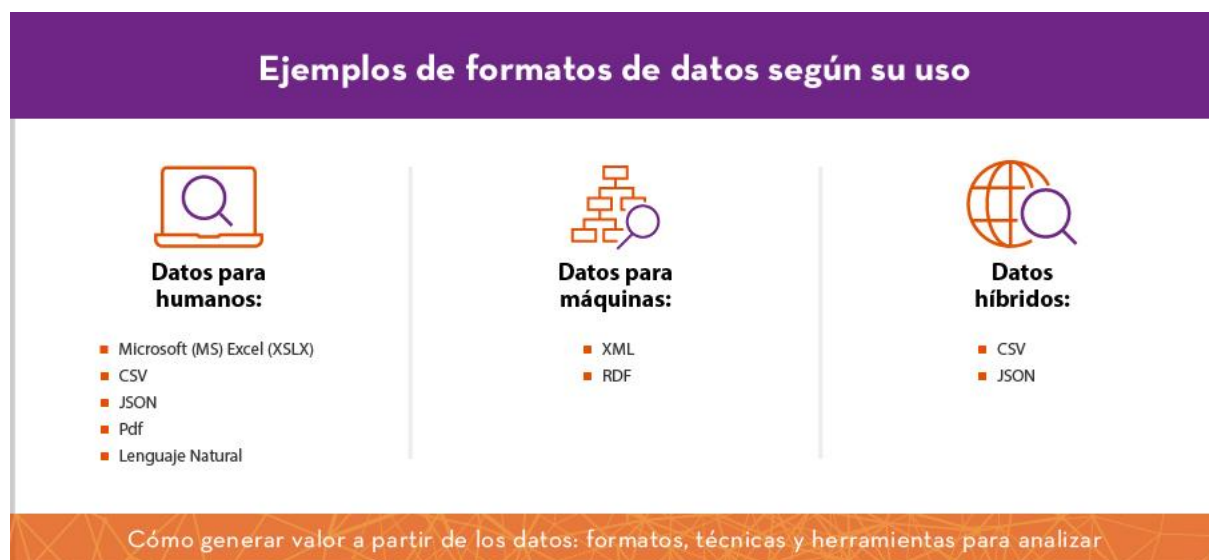 Ejemplos de formatos de datos según su uso
Datos para
humanos:
Microsoft (MS) Excel (XSLX)
CSV
JSON
Pdf
Lenguaje Natural
Datos para
máquinas:
XML
RDF
Datos
híbridos:
CSV
JSON
Cómo generar valor a partir de los datos: formatos, técnicas y herramientas para analizar